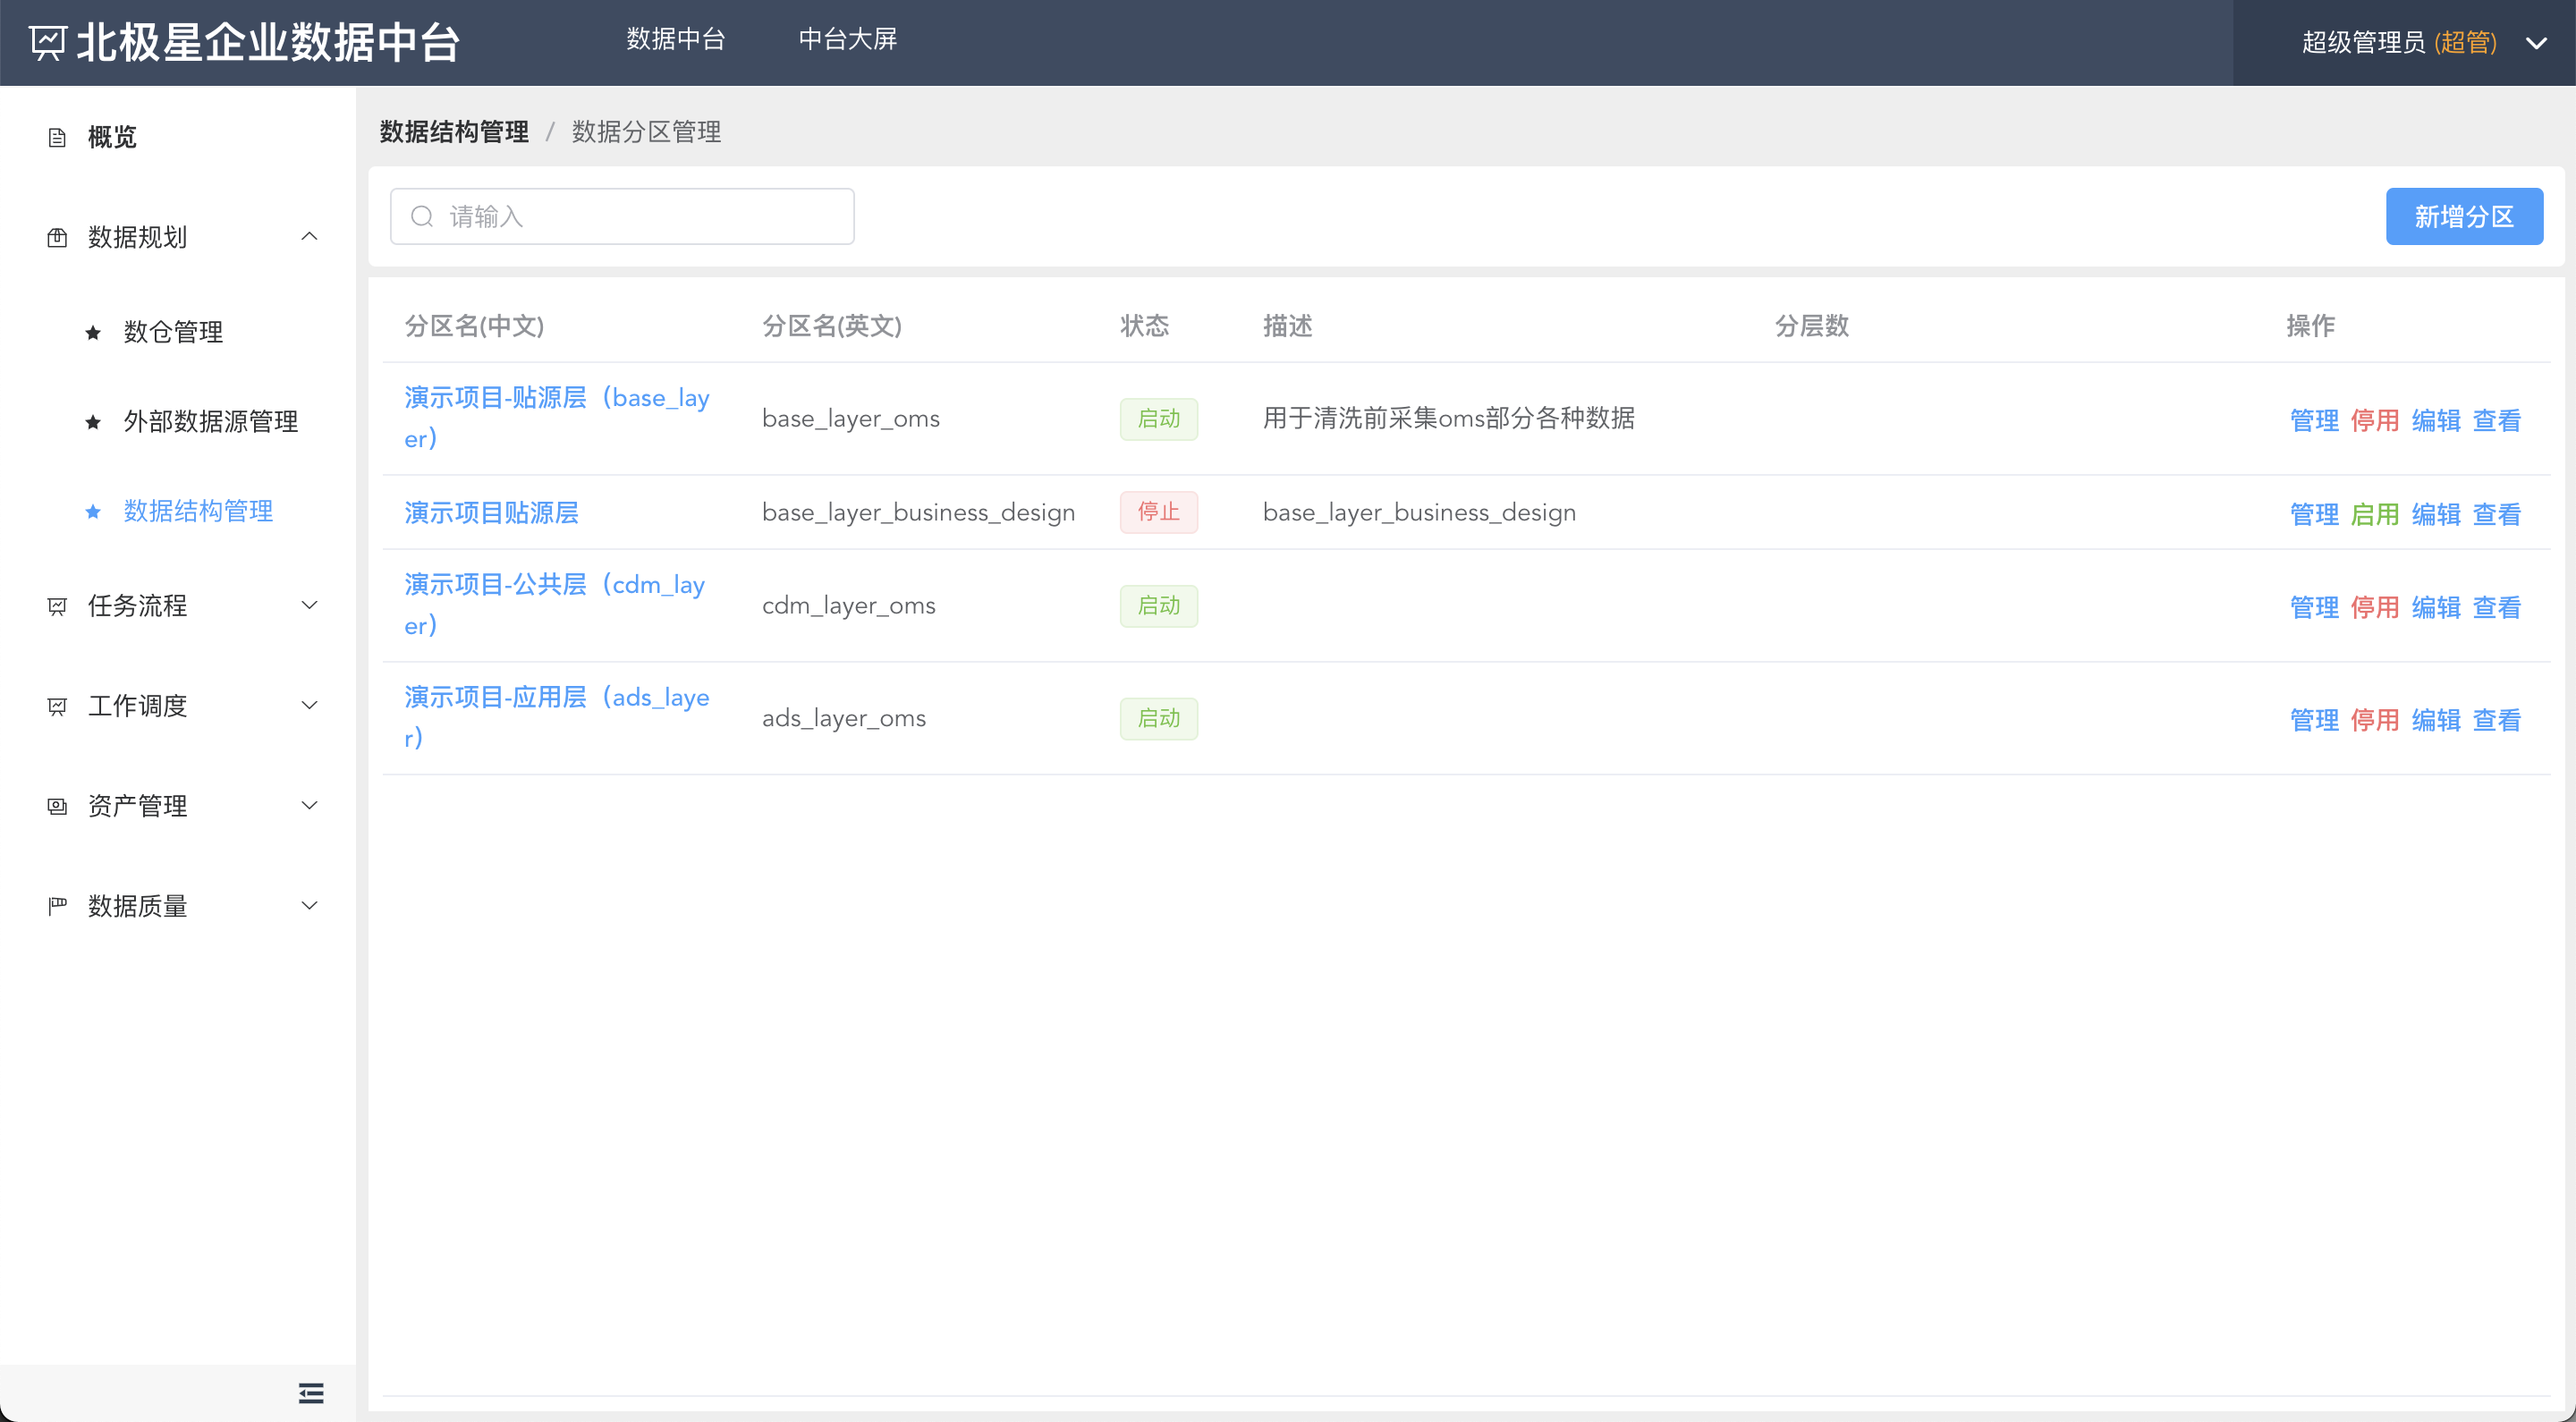 北极星企业数据中台
数据中台 中台大屏
超级管理员 (超管)
概览
数据规划
数仓管理
外部数据源管理
数据结构管理
任务流程
工作调度
资产管理
数据质量
数据结构管理 / 数据分区管理
请输入
新增分区
分区名(中文) 分区名(英文) 状态 描述 分层数 操作
演示项目-贴源层（base_lay
er） base_layer_oms 启动 用于清洗前采集oms部分各种数据 管理 停用 编辑 查看
演示项目贴源层 base_layer_business_design 停止 base_layer_business_design 管理 启用 编辑 查看
演示项目-公共层（cdm_lay
er） cdm_layer_oms 启动 管理 停用 编辑 查看
演示项目-应用层（ads_laye
r） ads_layer_oms 启动 管理 停用 编辑 查看